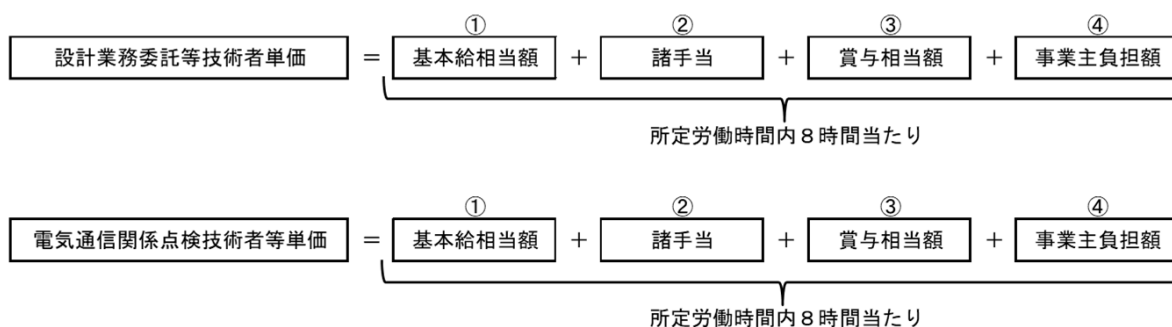 ① ② ③ ④
設計業務委託等技術者単価 = 基本給相当額 + 諸手当 + 賞与相当額 + 事業主負担額
所定労働時間内８時間当たり
① ② ③ ④
電気通信関係点検技術者等単価 = 基本給相当額 + 諸手当 + 賞与相当額 + 事業主負担額
所定労働時間内８時間当たり